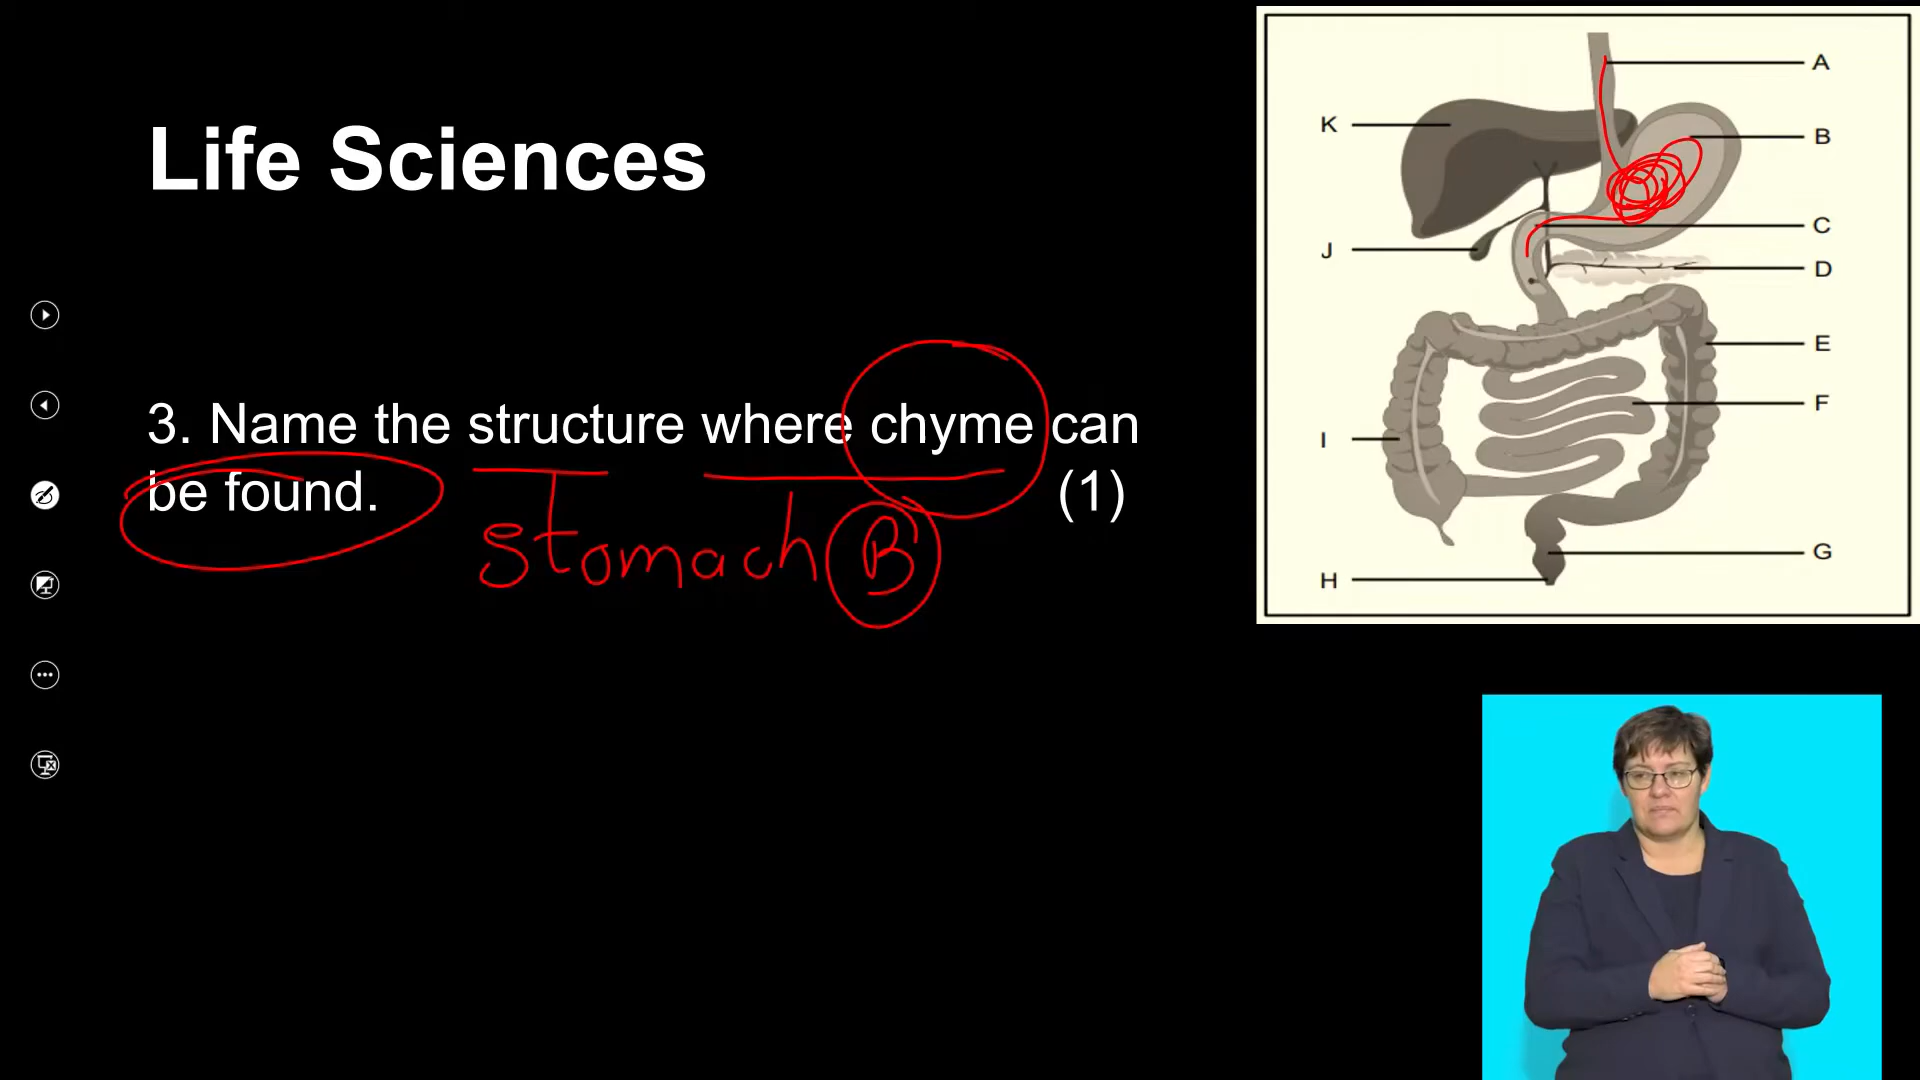 Life Sciences
3. Name the structure where chyme can
be found. (1)
stomach B
A
K
B
C
J
D
E
F
I
G
H